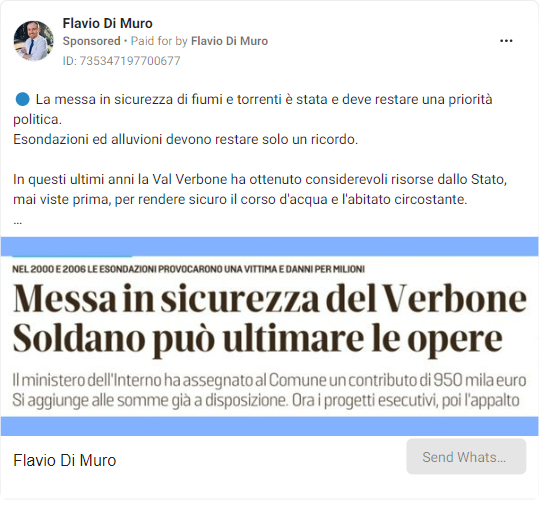 Flavio Di Muro
Sponsored • Paid for by Flavio Di Muro
ID: 735347197700677
La messa in sicurezza di fiumi e torrenti è stata e deve restare una priorità
politica.
Esondazioni ed alluvioni devono restare solo un ricordo.
In questi ultimi anni la Val Verbone ha ottenuto considerevoli risorse dallo Stato,
mai viste prima, per rendere sicuro il corso d'acqua e l'abitato circostante.
...
NEL 2000 E 2006 LE ESONDAZIONI PROVOCARONO UNA VITTIMA E DANNI PER MILIONI
Messa in sicurezza del Verbone
Soldano può ultimare le opere
Il ministero dell'Interno ha assegnato al Comune un contributo di 950 mila euro
Si aggiunge alle somme già a disposizione. Ora i progetti esecutivi, poi l'appalto
Flavio Di Muro
Send Whats...